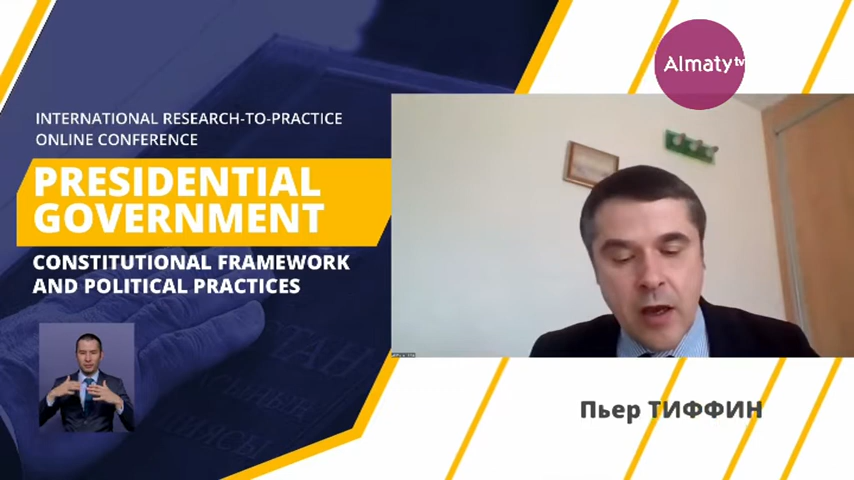 Almaty tv
INTERNATIONAL RESEARCH-TO-PRACTICE
ONLINE CONFERENCE
PRESIDENTIAL
GOVERNMENT
CONSTITUTIONAL FRAMEWORK
AND POLITICAL PRACTICES
Пьер ТИФФИН